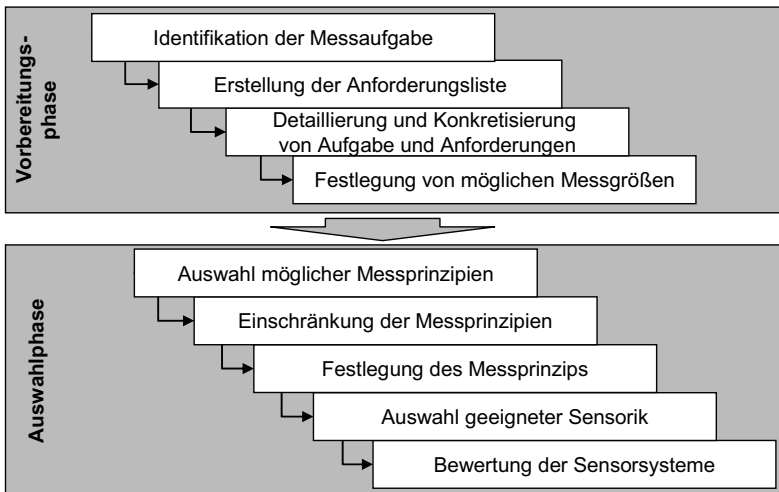 Vorbereitungs-
phase
Identifikation der Messaufgabe
Erstellung der Anforderungsliste
Detaillierung und Konkretisierung
von Aufgabe und Anforderungen
Festlegung von möglichen Messgrößen
Auswahlphase
Auswahl möglicher Messprinzipien
Einschränkung der Messprinzipien
Festlegung des Messprinzips
Auswahl geeigneter Sensorik
Bewertung der Sensorsysteme